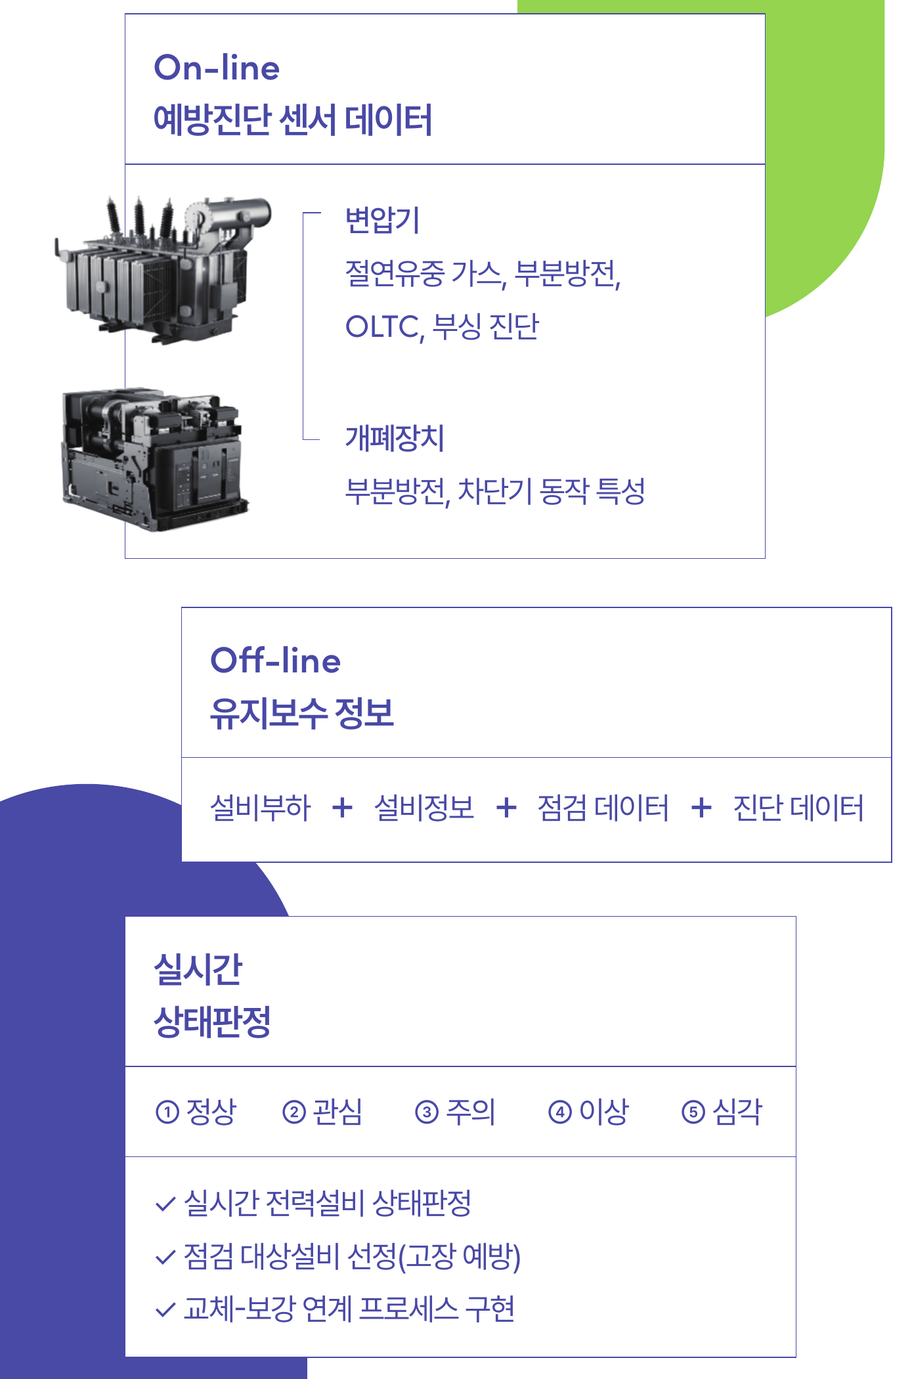 On-line
예방진단 센서 데이터
변압기
절연유중 가스, 부분방전,
OLTC, 부싱 진단
개폐장치
부분방전, 차단기 동작 특성
Off-line
유지보수 정보
설비부하 + 설비정보 + 점검 데이터 + 진단 데이터
실시간
상태판정
① 정상 ② 관심 ③ 주의 ④ 이상 ⑤ 심각
✓ 실시간 전력설비 상태판정
✓ 점검 대상설비 선정(고장 예방)
✓ 교체-보강 연계 프로세스 구현